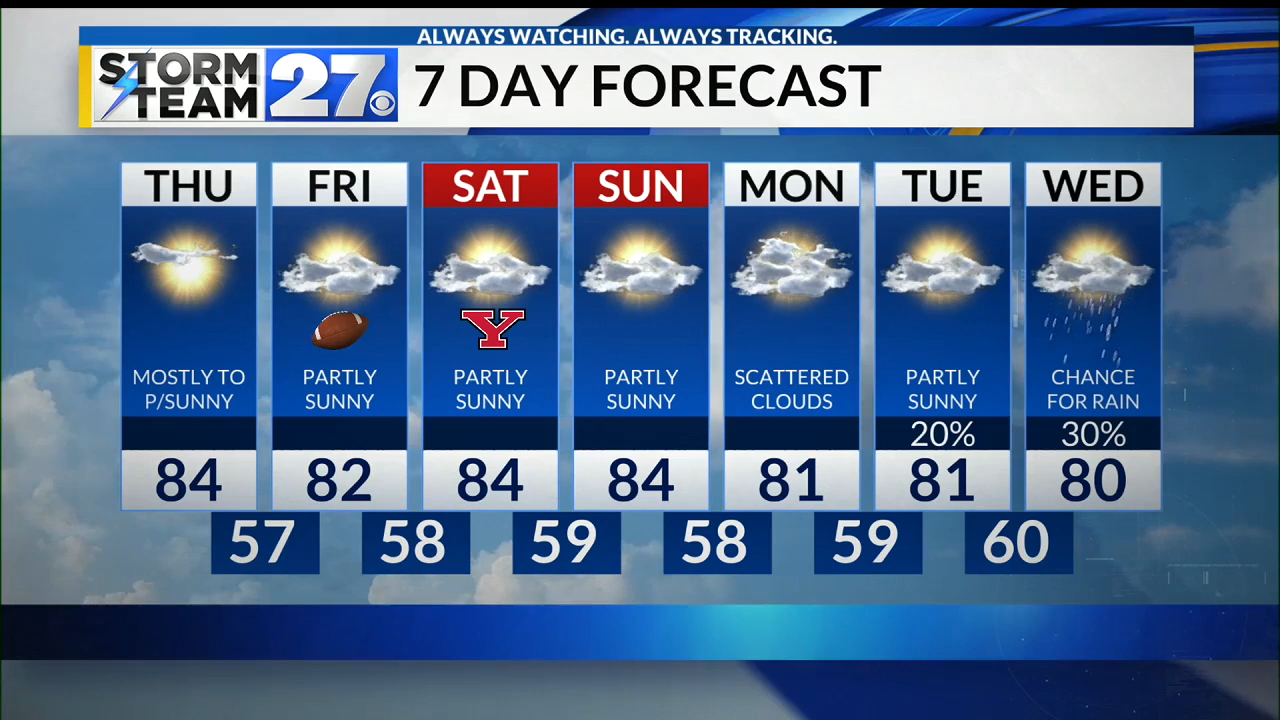 ALWAYS WATCHING. ALWAYS TRACKING.
STORM
TEAM
27
7 DAY FORECAST
THU
FRI
SAT
SUN
MON
TUE
WED
Y
MOSTLY TO
P/SUNNY
PARTLY
SUNNY
PARTLY
SUNNY
PARTLY
SUNNY
SCATTERED
CLOUDS
PARTLY
SUNNY
CHANCE
FOR RAIN
20%
30%
84
82
84
84
81
81
80
57
58
59
58
59
60